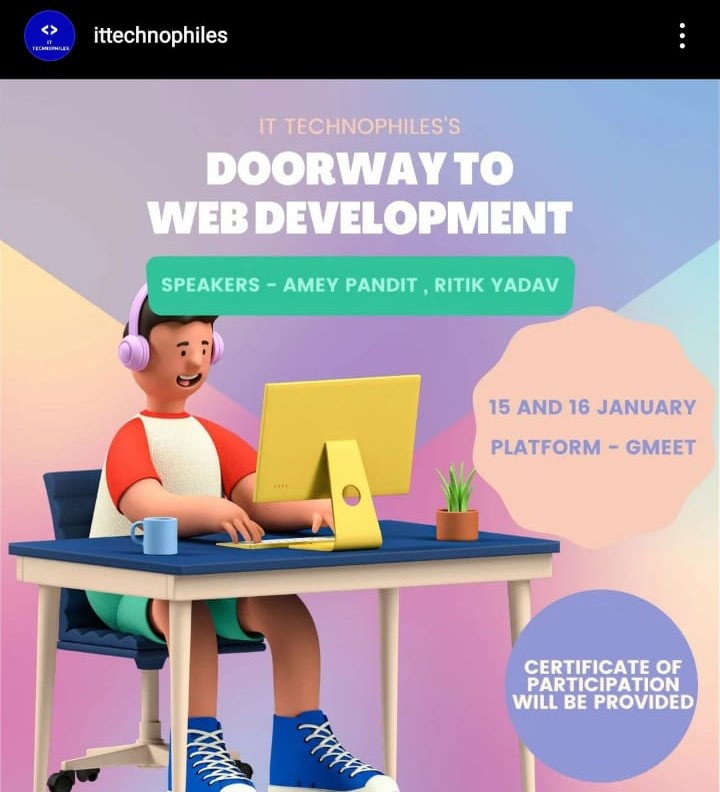 <>
IT
TECHNOPHILES
ittechnophiles
IT TECHNOPHILES'S
DOORWAY TO
WEB DEVELOPMENT
SPEAKERS - AMEY PANDIT , RITIK YADAV
15 AND 16 JANUARY
PLATFORM - GMEET
CERTIFICATE OF
PARTICIPATION
WILL BE PROVIDED